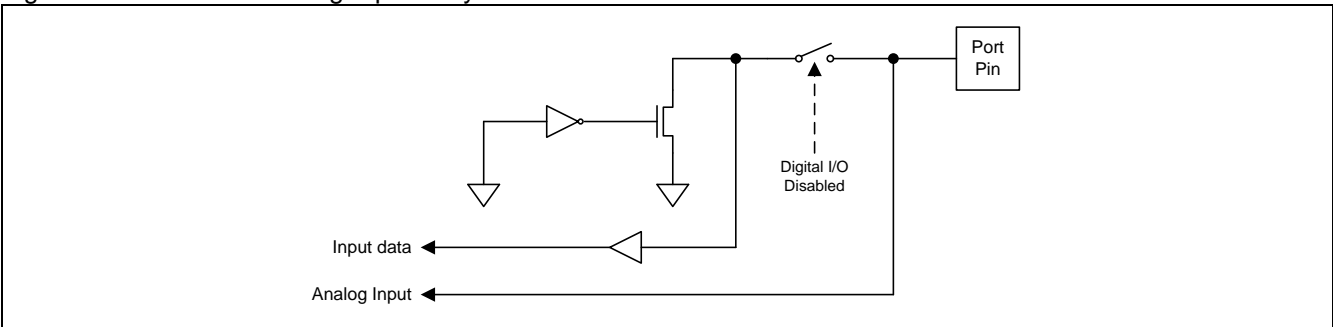 Port
Pin
Digital I/O
Disabled
Input data
Analog Input